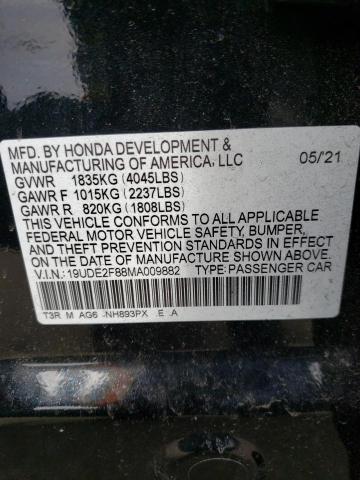 MFD. BY HONDA DEVELOPMENT &
MANUFACTURING OF AMERICA, LLC 05/'21
GVWR 1835KG (4045LBS)
GAWR F 1015KG (2237LBS)
GAWR R 820KG (1808LBS)
THIS VEHICLE CONFORMS TO ALL APPLICABLE
FEDERAL MOTOR VEHICLE SAFETY, BUMPER,
AND THEFT PREVENTION STANDARDS IN EFFECT
ON THE DATE OF MANUFACTURE SHOWN ABOVE.
V.I.N.: 19UDE2F88MA009882 TYPE: PASSENGER CAR
T3R M AG6 -NH893PX .E .A